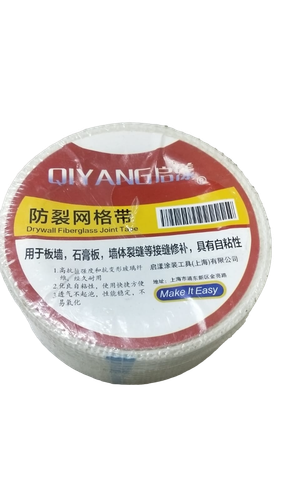 QIYANG启漾®
防裂网格带
Drywall Fiberglass Joint Tape
用于板墙，石膏板，墙体裂缝等接缝修补，具有自粘性
1.高抗拉强度和抗变形玻璃纤维，经久耐用
2.优良自粘性，使用快捷方便
3.透气不起泡，性能稳定，不易氧化
启漾涂装工具(上海)有限公司
地址：上海市浦东新区金亮路
Make It Easy